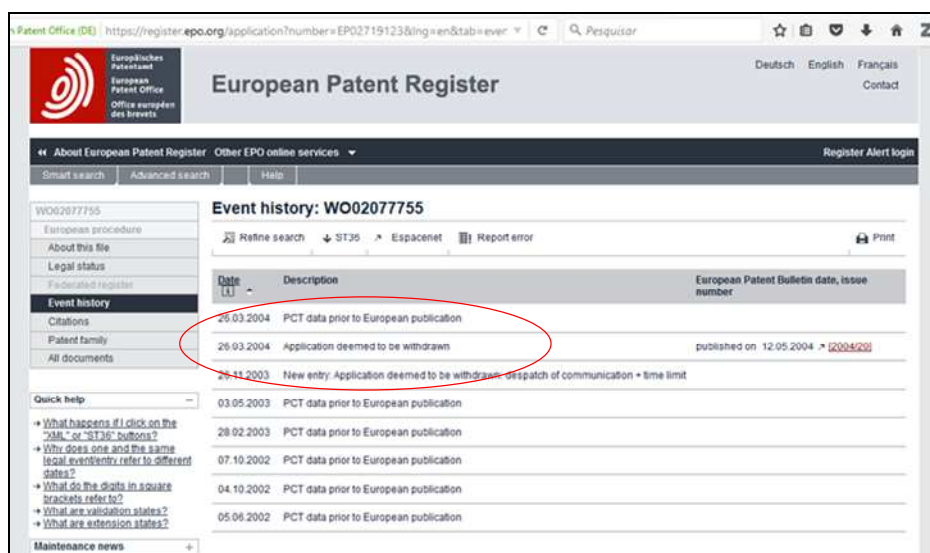 s Patent Office (DE) https://register.epo.org/application?number=EP02719123&lng=en&tab=ever Pesquisar
Europäisches
Patentamt
European
Patent Office
Office européen
des brevets
European Patent Register
Deutsch English Français
Contact
About European Patent Register Other EPO online services
Register Alert login
Smart search Advanced search Help
WO02077755
European procedure
About this file
Legal status
Federated register
Event history
Citations
Patent family
All documents
Quick help
What happens if I click on the
"XML" or "ST36" buttons?
Why does one and the same
legal event/entry refer to different
dates?
What do the digits in square
brackets refer to?
What are validation states?
What are extension states?
Maintenance news
Event history: WO02077755
Refine search ST36 Espacenet Report error Print
Date Description European Patent Bulletin date, issue
number
26.03.2004 PCT data prior to European publication
26.03.2004 Application deemed to be withdrawn published on 12.05.2004 [2004/20]
26.11.2003 New entry: Application deemed to be withdrawn: despatch of communication + time limit
03.05.2003 PCT data prior to European publication
28.02.2003 PCT data prior to European publication
07.10.2002 PCT data prior to European publication
04.10.2002 PCT data prior to European publication
05.06.2002 PCT data prior to European publication